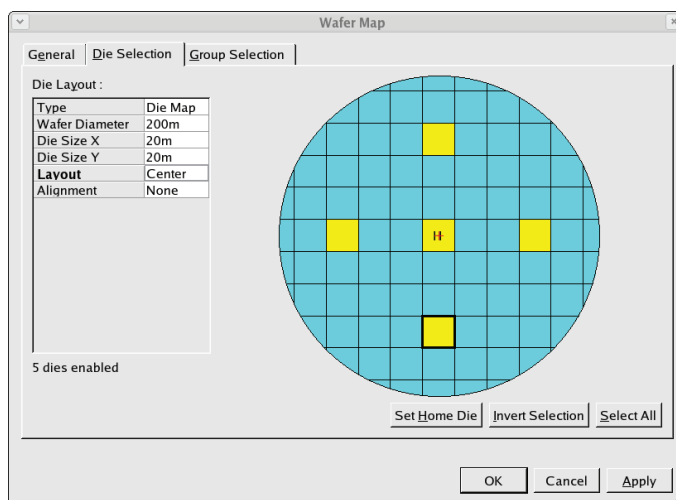 Wafer Map
General Die Selection Group Selection
Die Layout :
Type Die Map
Wafer Diameter 200m
Die Size X 20m
Die Size Y 20m
Layout Center
Alignment None
H
5 dies enabled
Set Home Die Invert Selection Select All
OK Cancel Apply